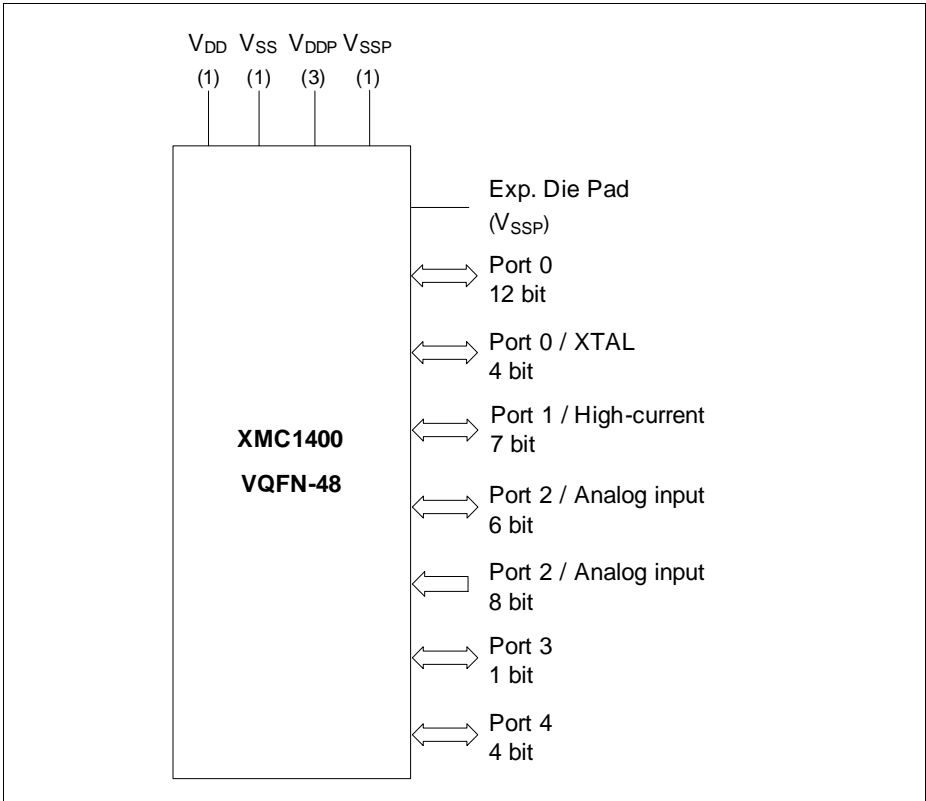 VDD VSS VDDP VSSP
(1) (1) (3) (1)
Exp. Die Pad
(VSSP)
Port 0
12 bit
Port 0 / XTAL
4 bit
Port 1 / High-current
7 bit
XMC1400
VQFN-48
Port 2 / Analog input
6 bit
Port 2 / Analog input
8 bit
Port 3
1 bit
Port 4
4 bit